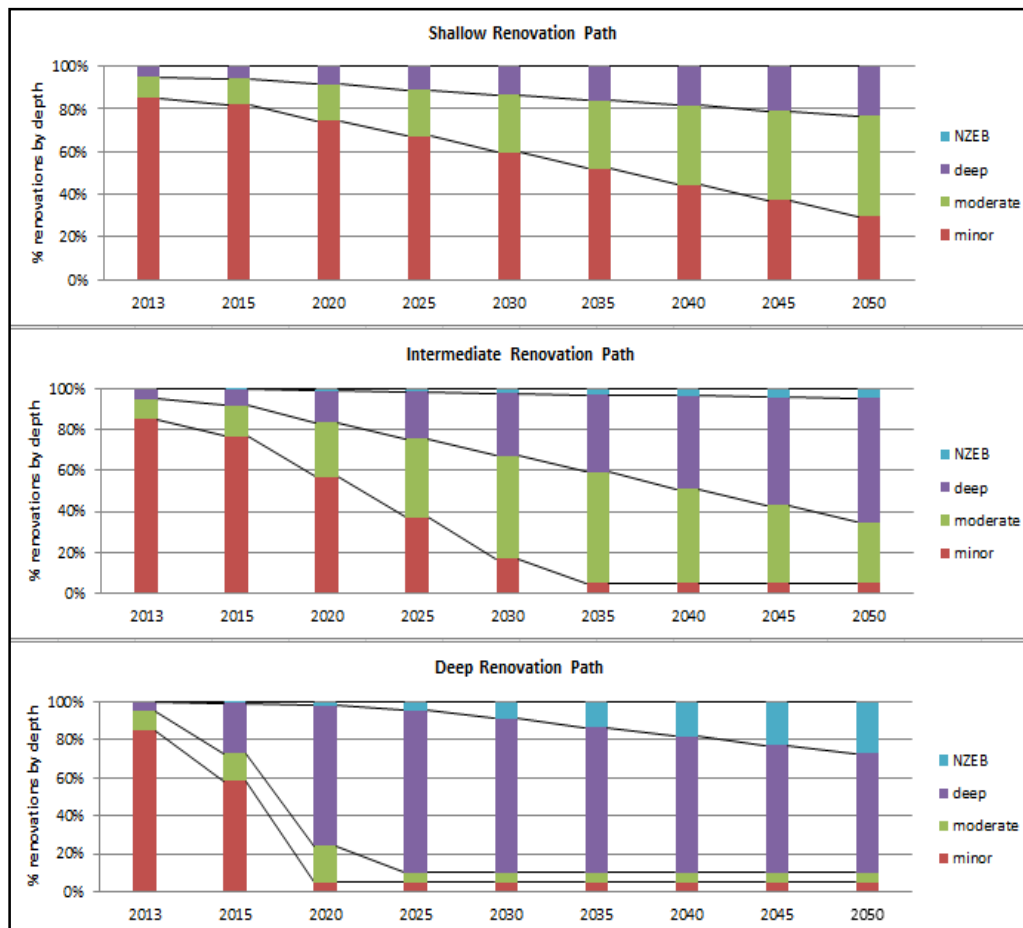 Shallow Renovation Path
% renovations by depth
100%
80%
60%
40%
20%
0%
2013 2015 2020 2025 2030 2035 2040 2045 2050
NZEB
deep
moderate
minor
Intermediate Renovation Path
% renovations by depth
100%
80%
60%
40%
20%
0%
2013 2015 2020 2025 2030 2035 2040 2045 2050
NZEB
deep
moderate
minor
Deep Renovation Path
% renovations by depth
100%
80%
60%
40%
20%
0%
2013 2015 2020 2025 2030 2035 2040 2045 2050
NZEB
deep
moderate
minor